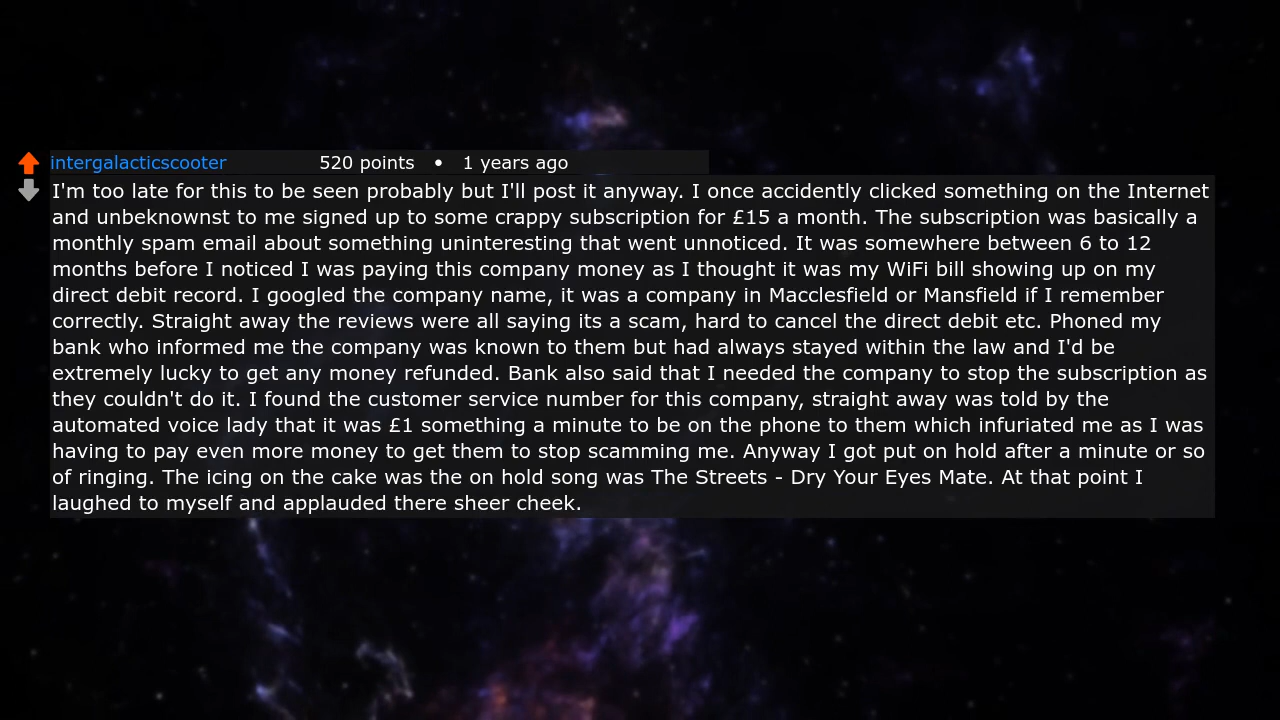 intergalacticscooter 520 points • 1 years ago
I'm too late for this to be seen probably but I'll post it anyway. I once accidently clicked something on the Internet
and unbeknownst to me signed up to some crappy subscription for £15 a month. The subscription was basically a
monthly spam email about something uninteresting that went unnoticed. It was somewhere between 6 to 12
months before I noticed I was paying this company money as I thought it was my WiFi bill showing up on my
direct debit record. I googled the company name, it was a company in Macclesfield or Mansfield if I remember
correctly. Straight away the reviews were all saying its a scam, hard to cancel the direct debit etc. Phoned my
bank who informed me the company was known to them but had always stayed within the law and I'd be
extremely lucky to get any money refunded. Bank also said that I needed the company to stop the subscription as
they couldn't do it. I found the customer service number for this company, straight away was told by the
automated voice lady that it was £1 something a minute to be on the phone to them which infuriated me as I was
having to pay even more money to get them to stop scamming me. Anyway I got put on hold after a minute or so
of ringing. The icing on the cake was the on hold song was The Streets - Dry Your Eyes Mate. At that point I
laughed to myself and applauded there sheer cheek.